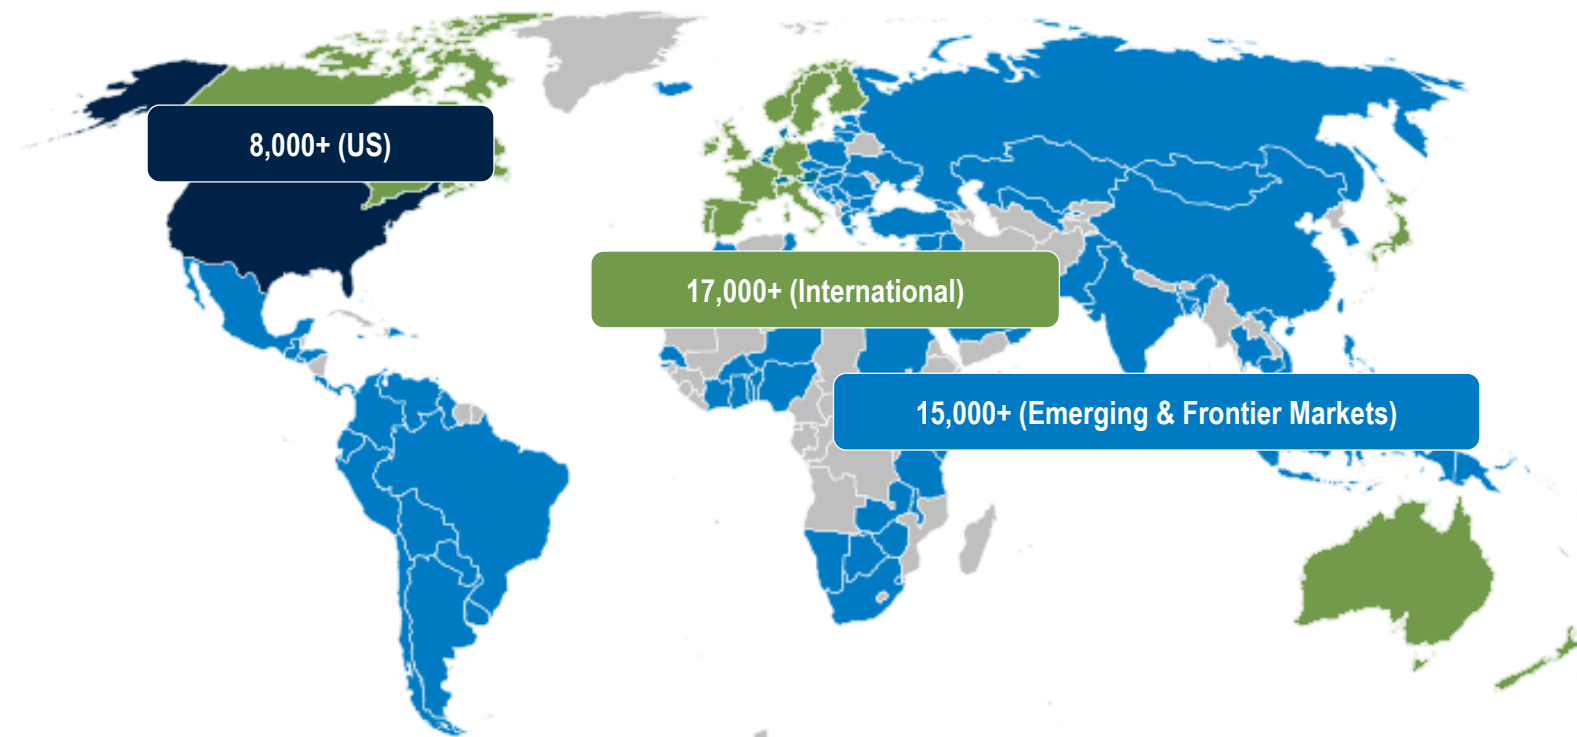 8,000+ (US)
17,000+ (International)
15,000+ (Emerging & Frontier Markets)